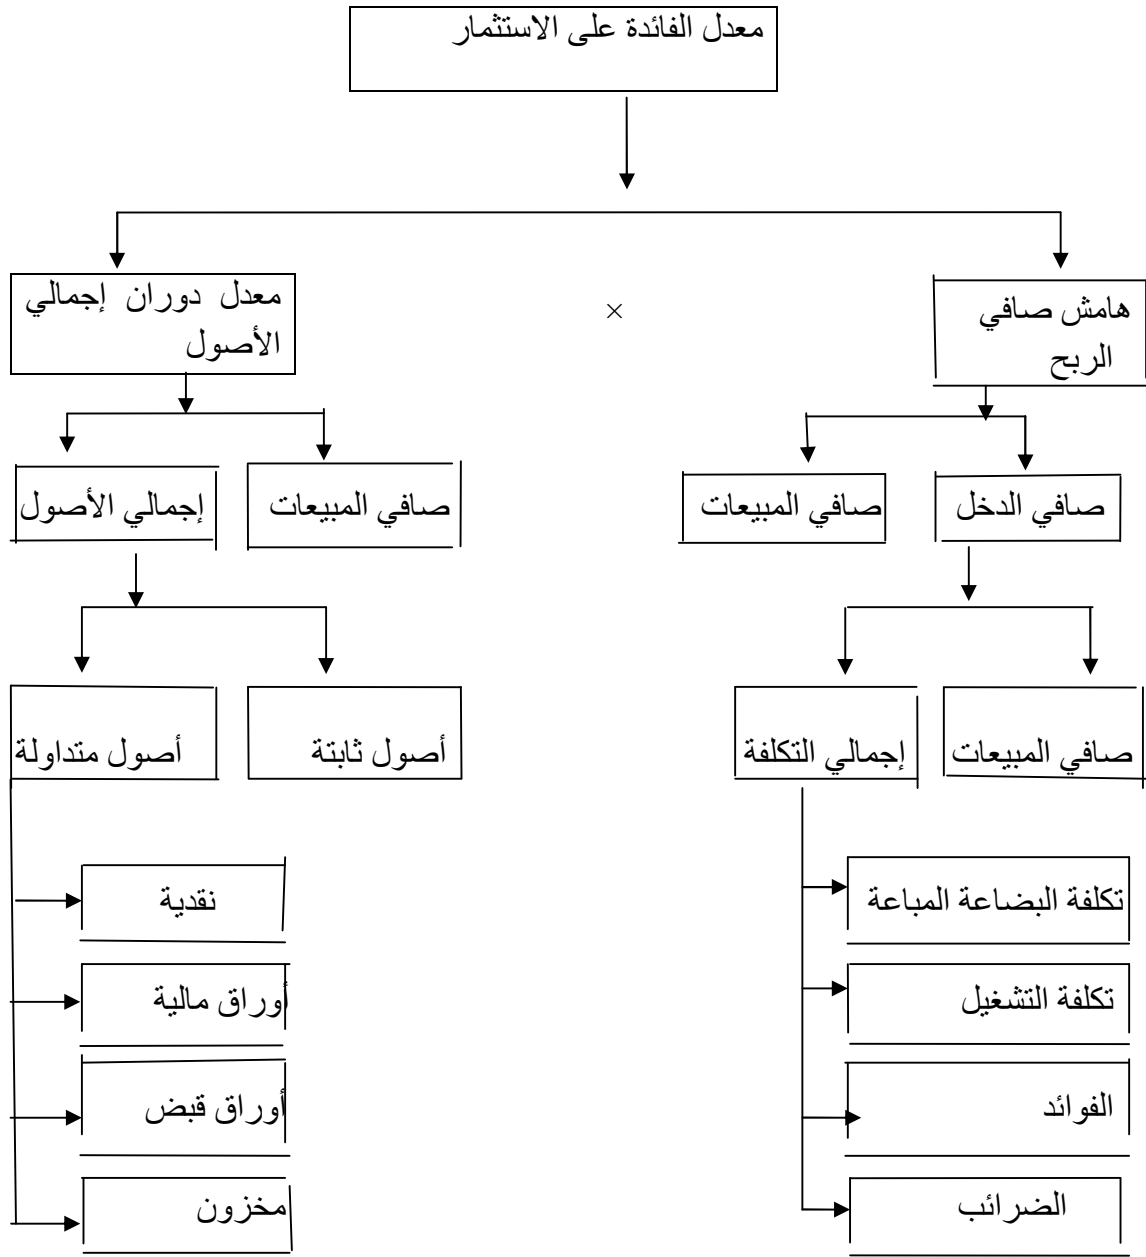 معدل الفائدة على الاستثمار
هامش صافي
الربح
×
معدل دوران إجمالي
الأصول
صافي الدخل
صافي المبيعات
صافي المبيعات
إجمالي الأصول
صافي المبيعات
إجمالي التكلفة
أصول ثابتة
أصول متداولة
تكلفة البضاعة المباعة
نقدية
تكلفة التشغيل
أوراق مالية
الفوائد
أوراق قبض
الضرائب
مخزون